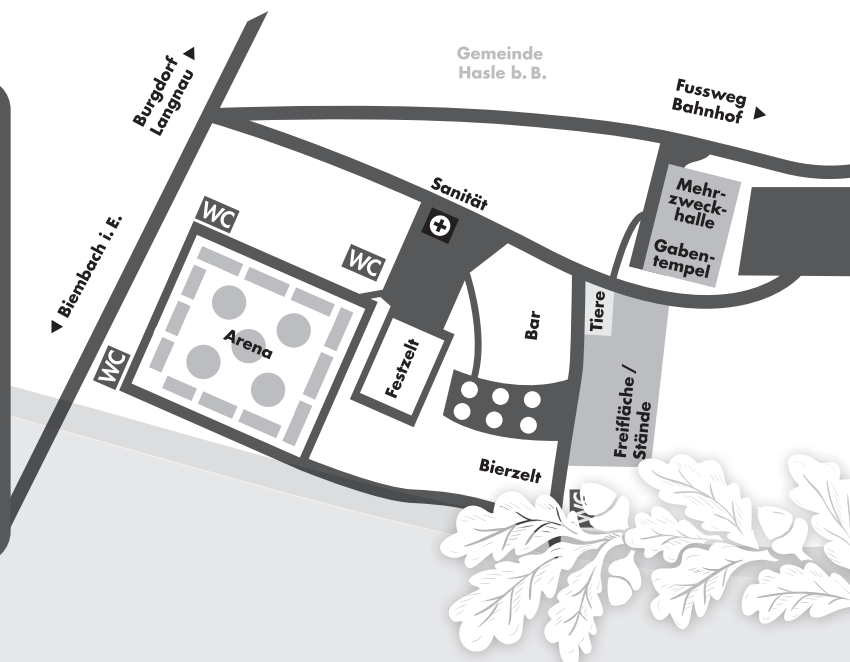 Gemeinde
Hasle b. B.
Burgdorf
Langnau
Fussweg
Bahnhof
Sanität
Mehr-
zweck-
halle
Gaben-
tempel
WC
WC
Biembach i. E.
Tiere
Bar
Arena
Festzelt
WC
Freifläche /
Stände
Bierzelt
WC